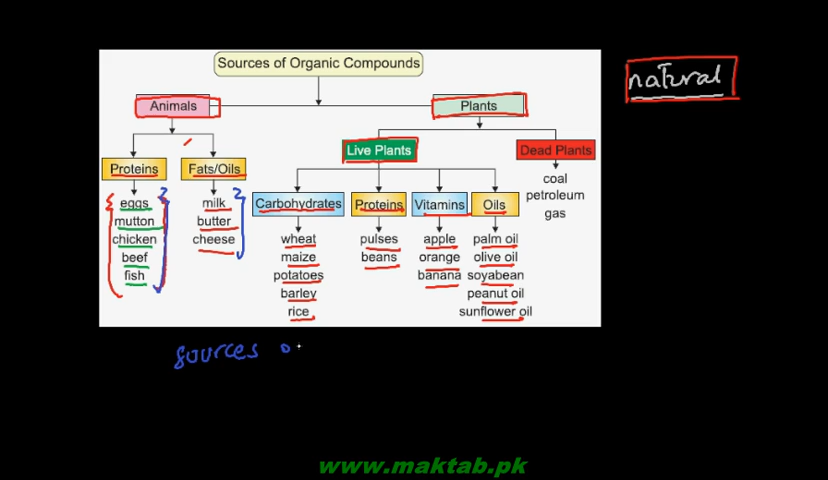 Sources of Organic Compounds
natural
Animals
Plants
Live Plants
Dead Plants
Proteins
Fats/Oils
coal
petroleum
gas
eggs
mutton
chicken
beef
fish
milk
butter
cheese
Carbohydrates
Proteins
Vitamins
Oils
wheat
maize
potatoes
barley
rice
pulses
beans
apple
orange
banana
palm oil
olive oil
soyabean
peanut oil
sunflower oil
sources o
www.maktab.pk